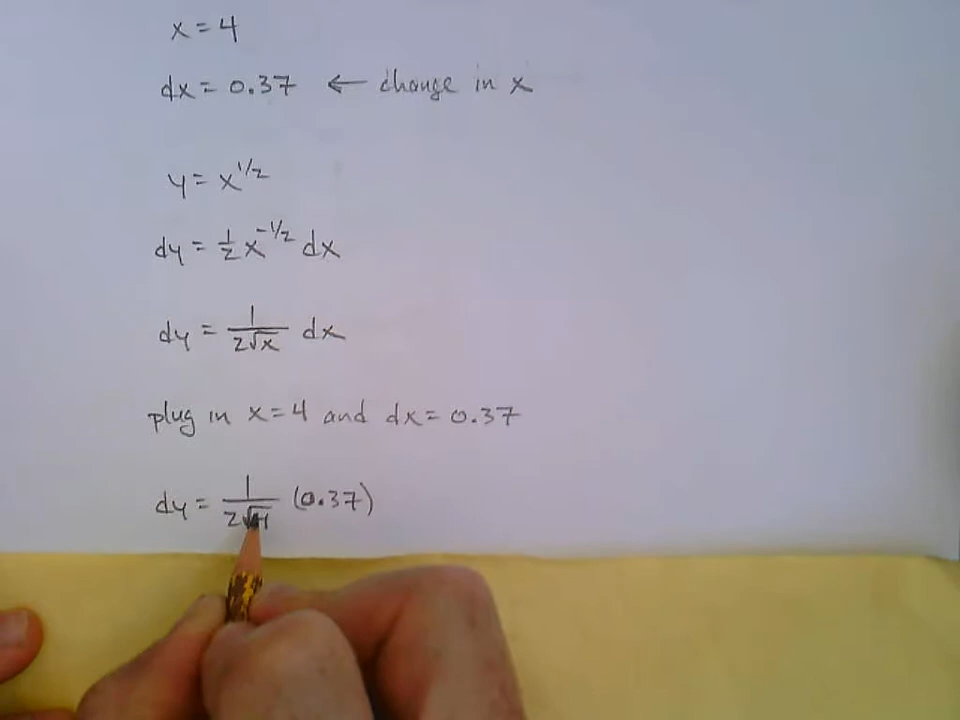 x = 4
dx = 0.37 ← change in x
y = x^1/2
dy = 1/2 x^-1/2 dx
dy = 1/(2√x) dx
plug in x = 4 and dx = 0.37
dy = 1/(2√4) (0.37)